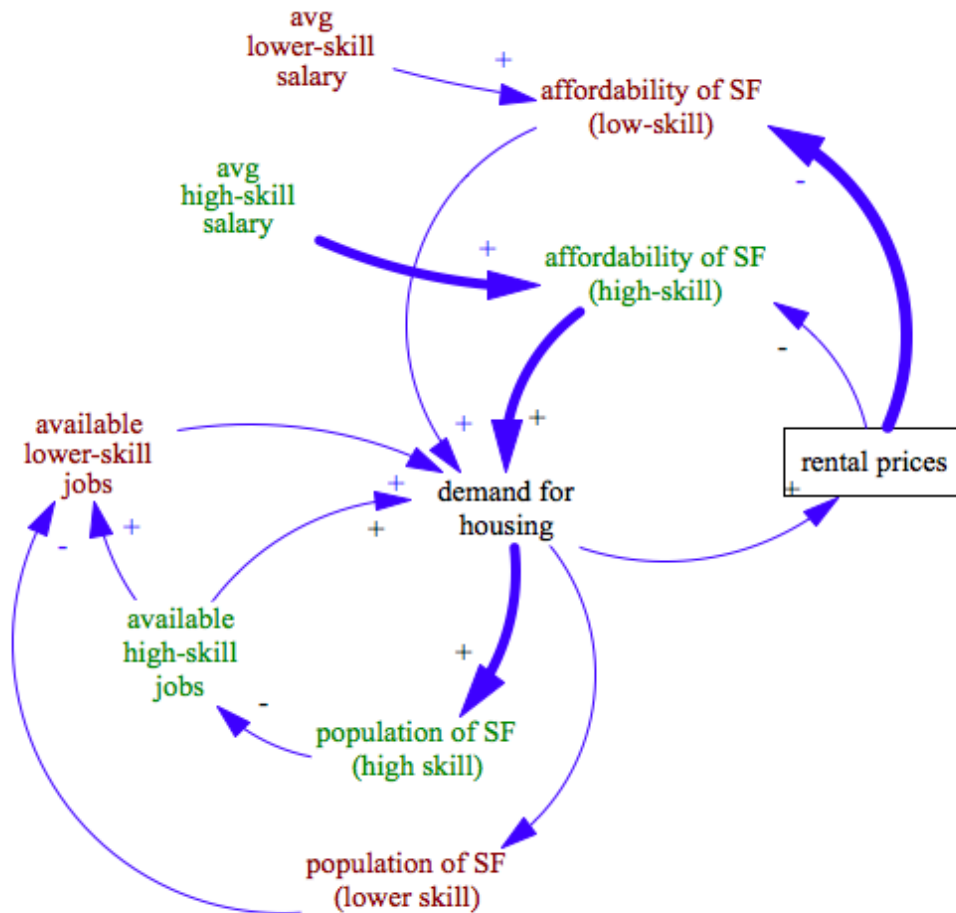 avg
lower-skill
salary
+
affordability of SF
(low-skill)
-
avg
high-skill
salary
+
affordability of SF
(high-skill)
-
+
+
available
lower-skill
jobs
rental prices
+
+
+
demand for
housing
+
-
available
high-skill
jobs
+
-
population of SF
(high skill)
population of SF
(lower skill)